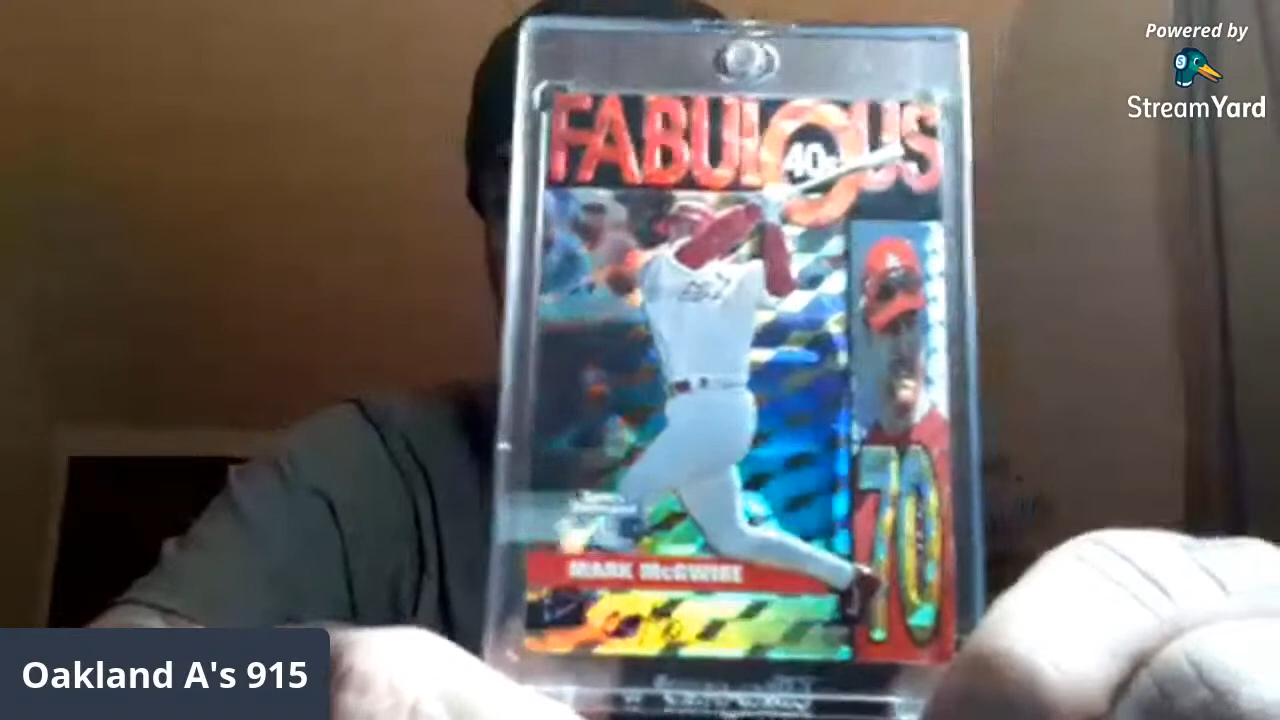 Powered by
StreamYard
FABULOUS
40s
MARK McGWIRE
70
Oakland A's 915